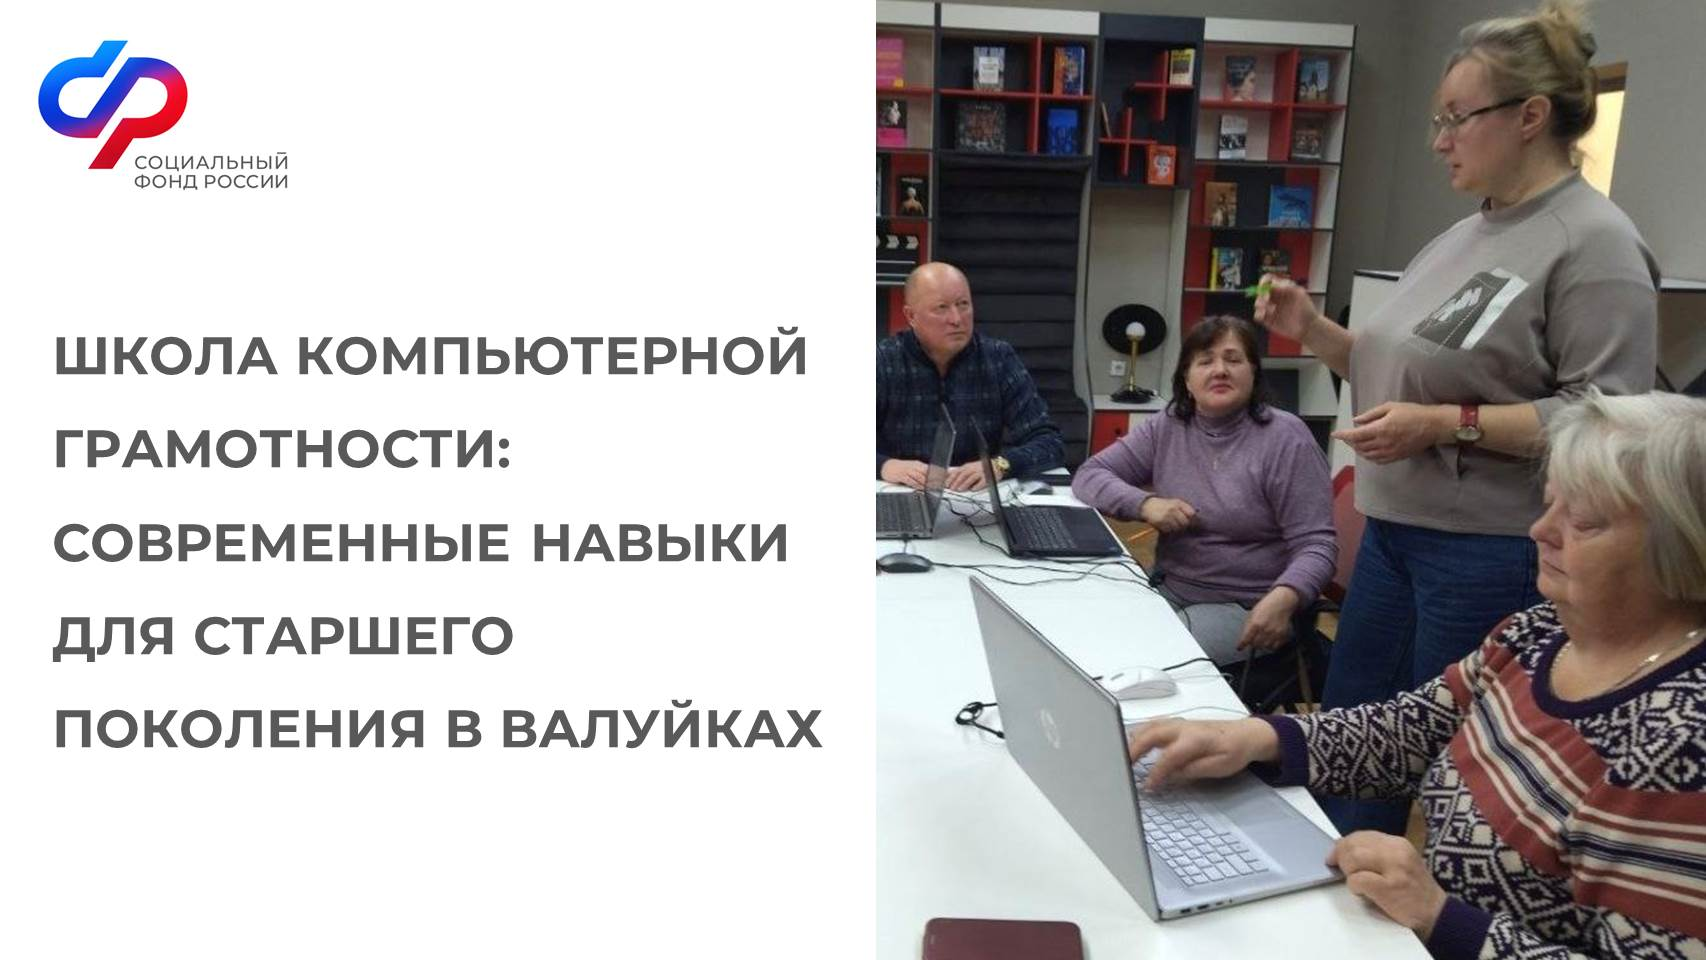 СОЦИАЛЬНЫЙ
ФОНД РОССИИ
ШКОЛА КОМПЬЮТЕРНОЙ
ГРАМОТНОСТИ:
СОВРЕМЕННЫЕ НАВЫКИ
ДЛЯ СТАРШЕГО
ПОКОЛЕНИЯ В ВАЛУЙКАХ